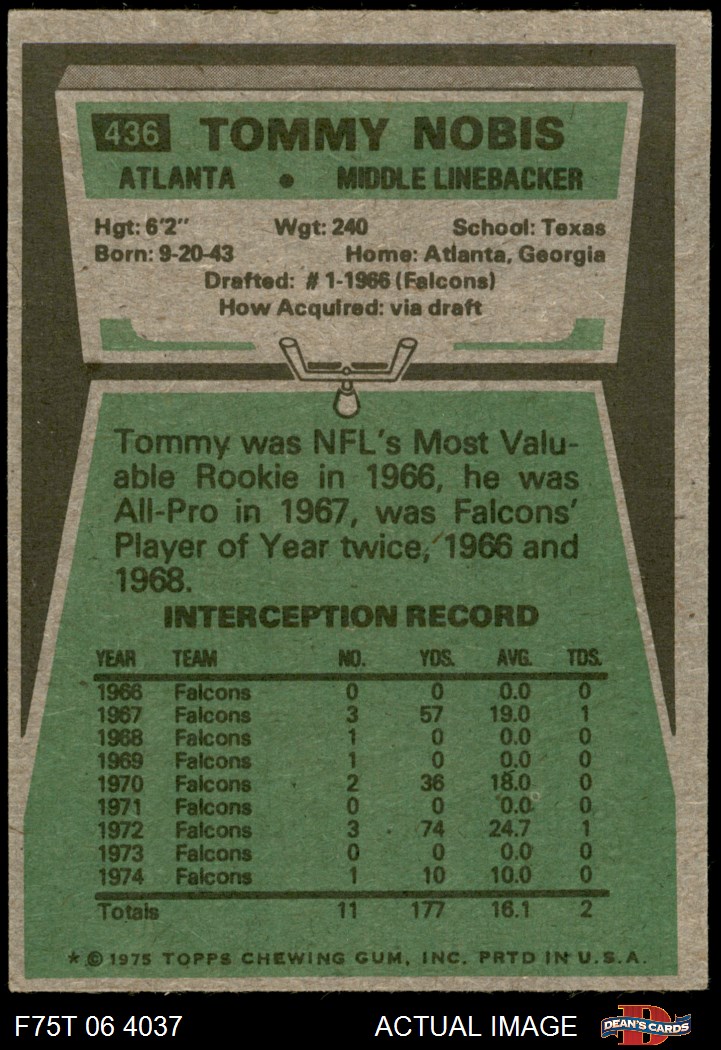 436 TOMMY NOBIS
ATLANTA • MIDDLE LINEBACKER
Hgt: 6'2" Wgt: 240 School: Texas
Born: 9-20-43 Home: Atlanta, Georgia
Drafted: #1-1966 (Falcons)
How Acquired: via draft
Tommy was NFL's Most Valu-
able Rookie in 1966, he was
All-Pro in 1967, was Falcons'
Player of Year twice, 1966 and
1968.
INTERCEPTION RECORD
YEAR TEAM NO. YDS. AVG. TDS.
1966 Falcons 0 0 0.0 0
1967 Falcons 3 57 19.0 1
1968 Falcons 1 0 0.0 0
1969 Falcons 1 0 0.0 0
1970 Falcons 2 36 18.0 0
1971 Falcons 0 0 0.0 0
1972 Falcons 3 74 24.7 1
1973 Falcons 0 0 0.0 0
1974 Falcons 1 10 10.0 0
Totals 11 177 16.1 2
* © 1975 TOPPS CHEWING GUM, INC. PRTD IN U.S.A.
F75T 06 4037 ACTUAL IMAGE DEAN'S CARDS